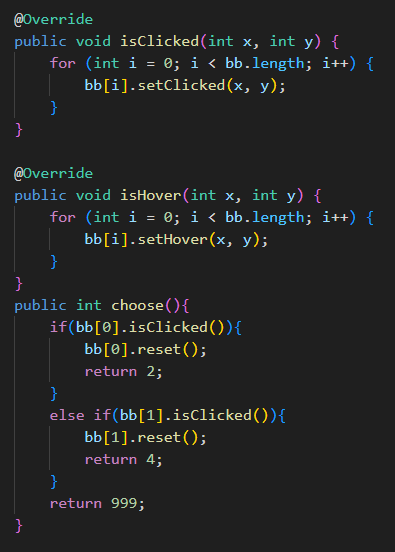 @Override
public void isClicked(int x, int y) {
    for (int i = 0; i < bb.length; i++) {
        bb[i].setClicked(x, y);
    }
}

@Override
public void isHover(int x, int y) {
    for (int i = 0; i < bb.length; i++) {
        bb[i].setHover(x, y);
    }
}
public int choose(){
    if(bb[0].isClicked()){
        bb[0].reset();
        return 2;
    }
    else if(bb[1].isClicked()){
        bb[1].reset();
        return 4;
    }
    return 999;
}